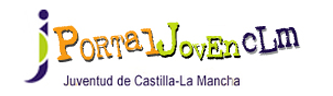 j PORTalJoVenCLm
Juventud de Castilla-La Mancha